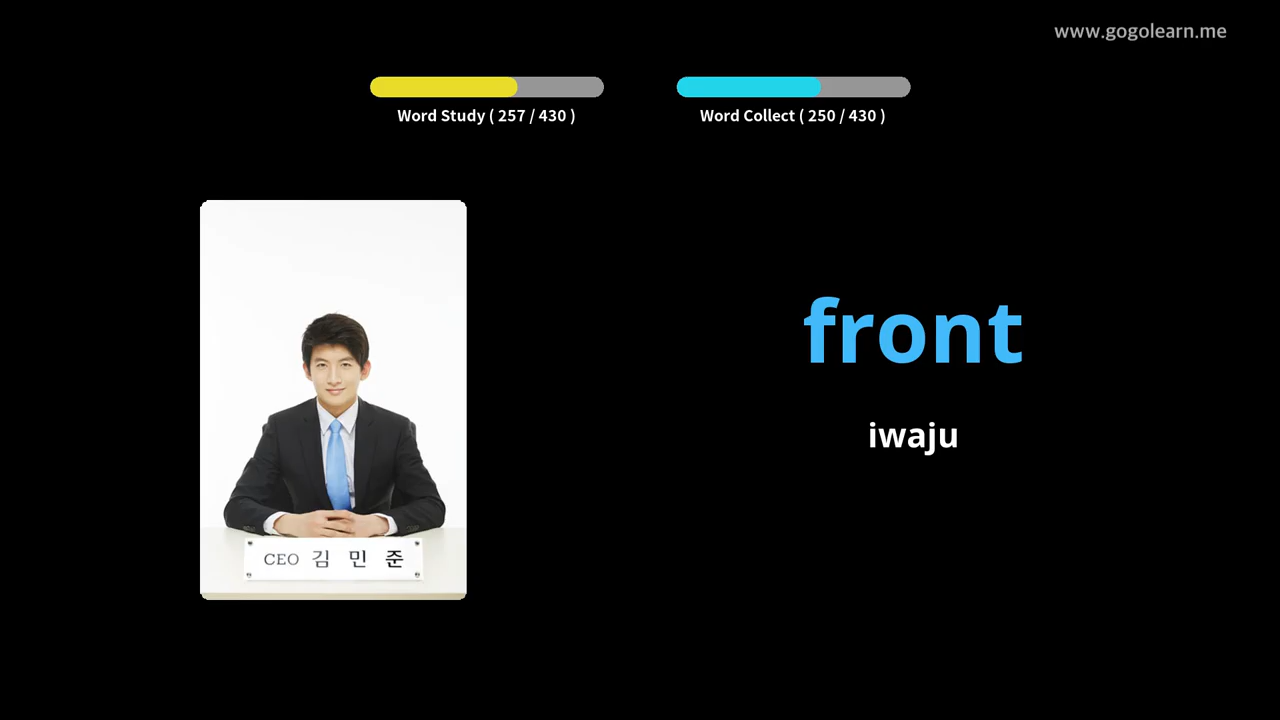 www.gogolearn.me
Word Study ( 257 / 430 )
Word Collect ( 250 / 430 )
front
iwaju
CEO 김 민 준